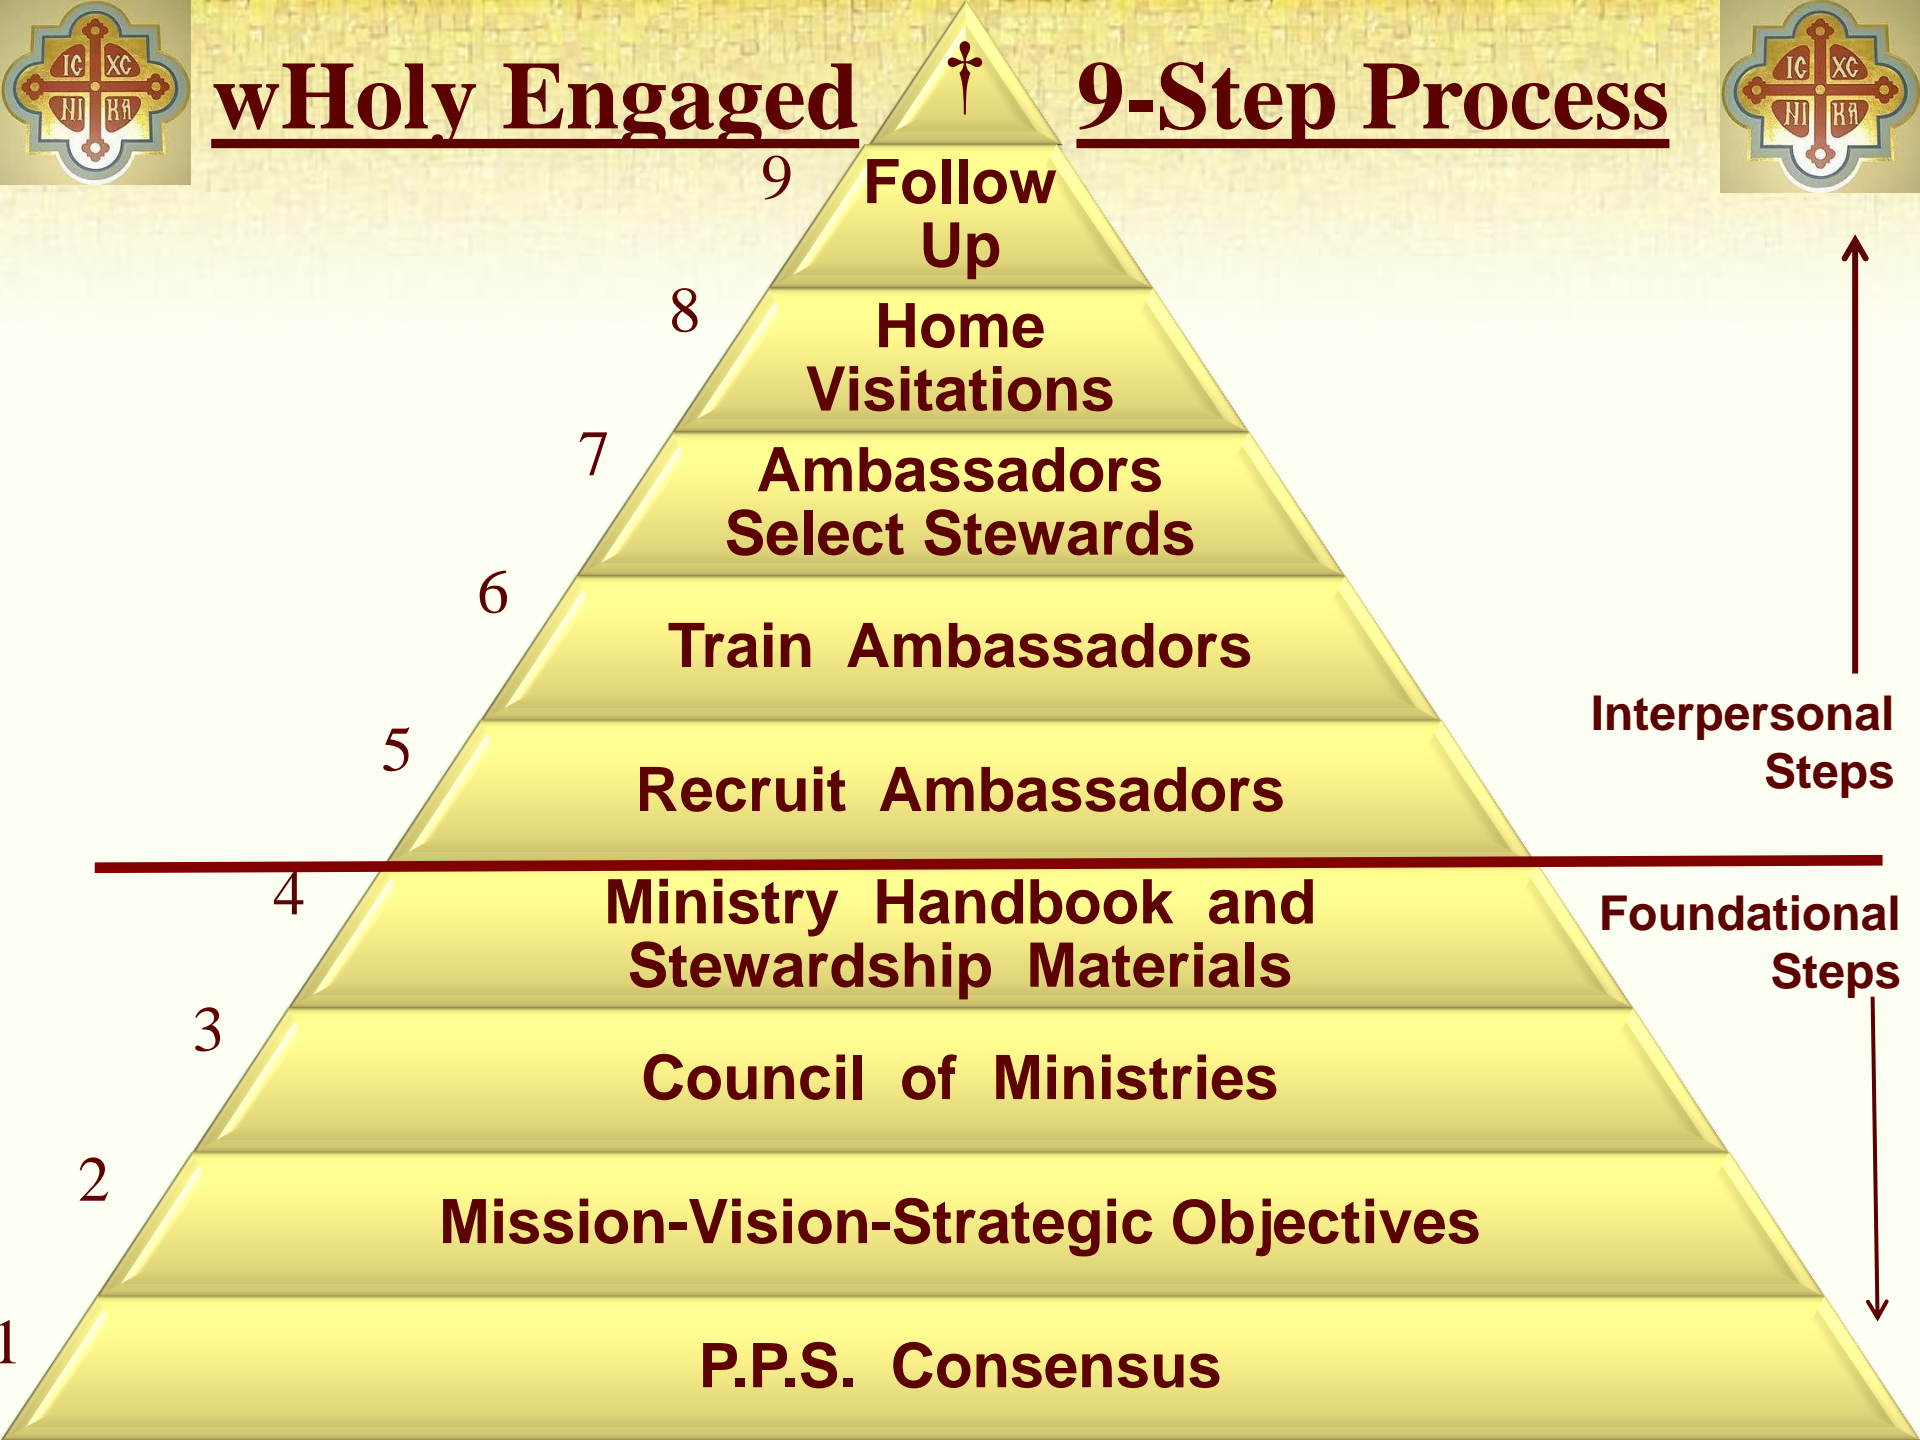 IC XC
NI KA
wHoly Engaged † 9-Step Process
IC XC
NI KA
9 Follow
Up
8 Home
Visitations
7 Ambassadors
Select Stewards
6 Train Ambassadors
5 Recruit Ambassadors
Interpersonal
Steps
4 Ministry Handbook and
Stewardship Materials
Foundational
Steps
3 Council of Ministries
2 Mission-Vision-Strategic Objectives
1 P.P.S. Consensus